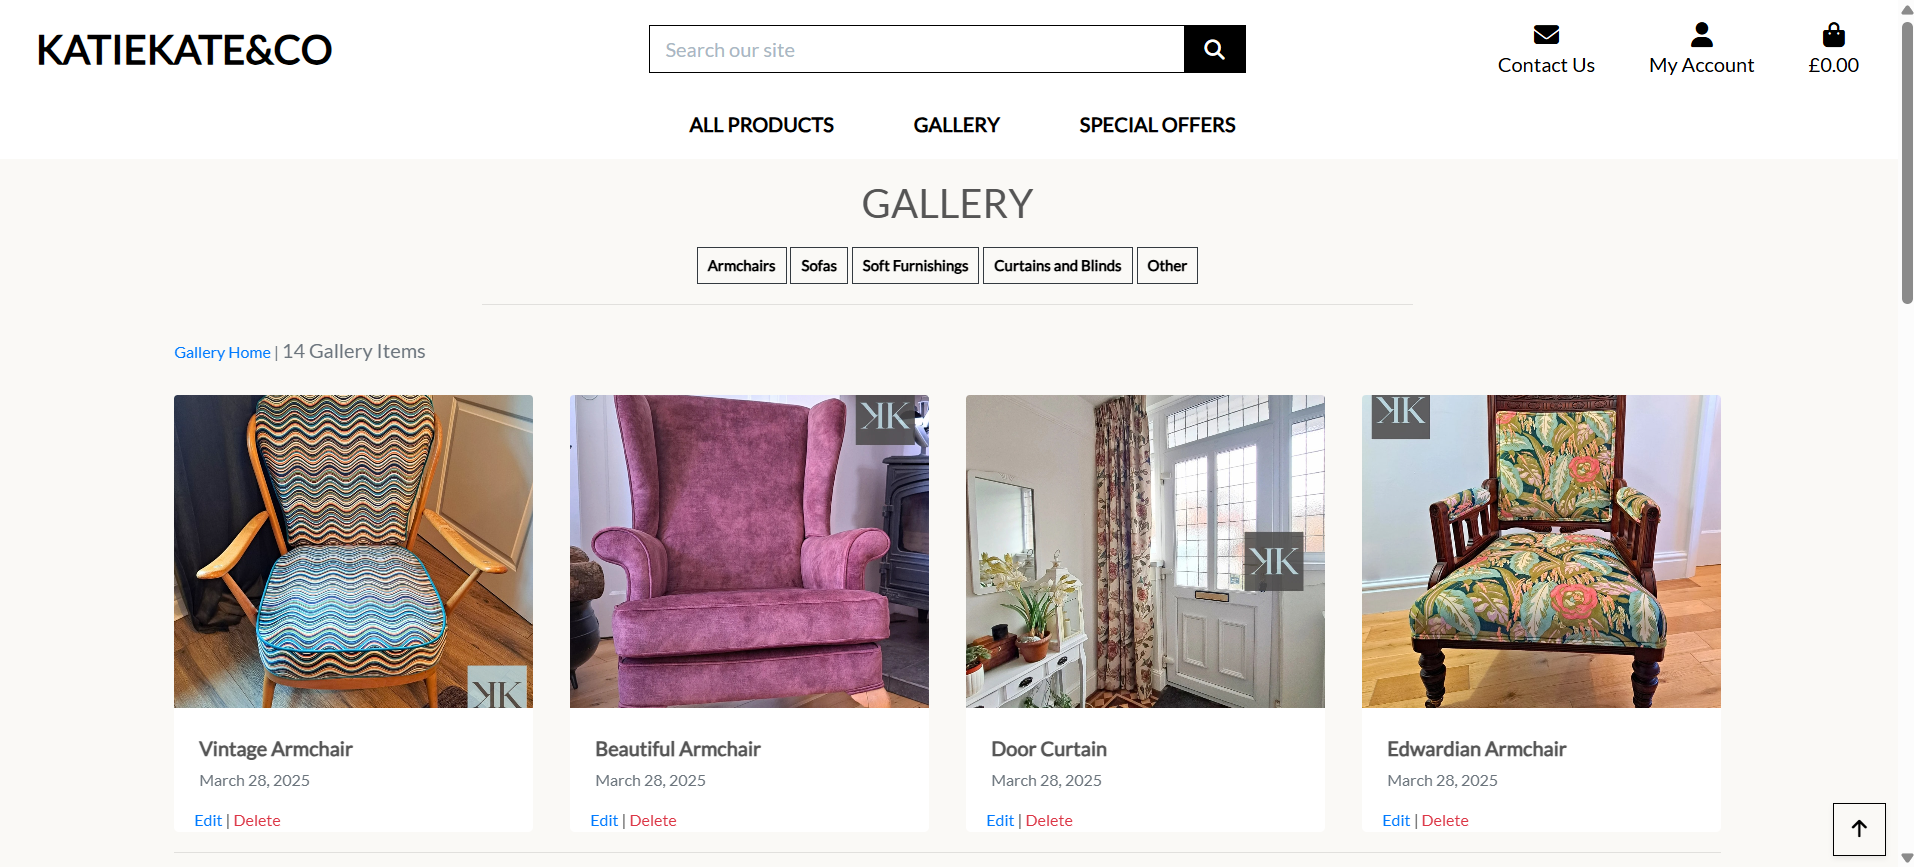 KATIEKATE&CO
Search our site
Contact Us
My Account
£0.00
ALL PRODUCTS
GALLERY
SPECIAL OFFERS
GALLERY
Armchairs
Sofas
Soft Furnishings
Curtains and Blinds
Other
Gallery Home | 14 Gallery Items
KK
KK
KK
KK
Vintage Armchair
March 28, 2025
Edit | Delete
Beautiful Armchair
March 28, 2025
Edit | Delete
Door Curtain
March 28, 2025
Edit | Delete
Edwardian Armchair
March 28, 2025
Edit | Delete